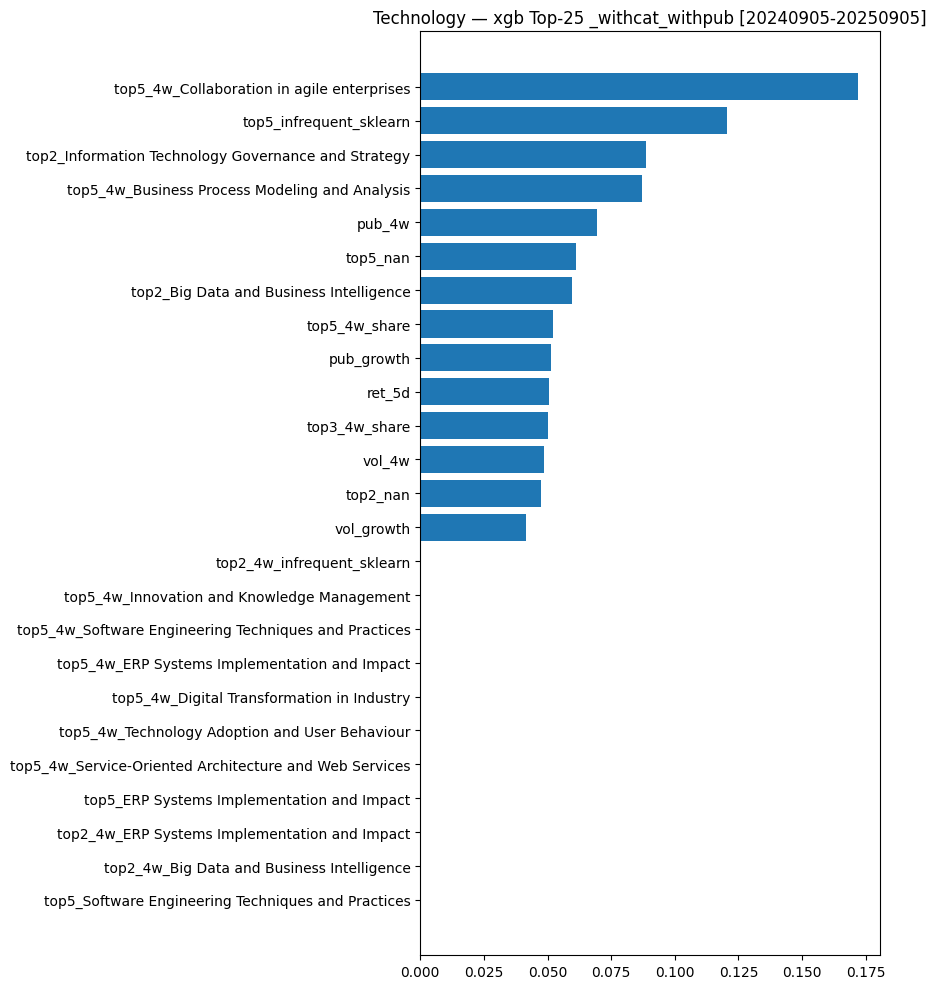 Technology — xgb Top-25 _withcat_withpub [20240905-20250905]
top5_4w_Collaboration in agile enterprises
top5_infrequent_sklearn
top2_Information Technology Governance and Strategy
top5_4w_Business Process Modeling and Analysis
pub_4w
top5_nan
top2_Big Data and Business Intelligence
top5_4w_share
pub_growth
ret_5d
top3_4w_share
vol_4w
top2_nan
vol_growth
top2_4w_infrequent_sklearn
top5_4w_Innovation and Knowledge Management
top5_4w_Software Engineering Techniques and Practices
top5_4w_ERP Systems Implementation and Impact
top5_4w_Digital Transformation in Industry
top5_4w_Technology Adoption and User Behaviour
top5_4w_Service-Oriented Architecture and Web Services
top5_ERP Systems Implementation and Impact
top2_4w_ERP Systems Implementation and Impact
top2_4w_Big Data and Business Intelligence
top5_Software Engineering Techniques and Practices
0.000 0.025 0.050 0.075 0.100 0.125 0.150 0.175